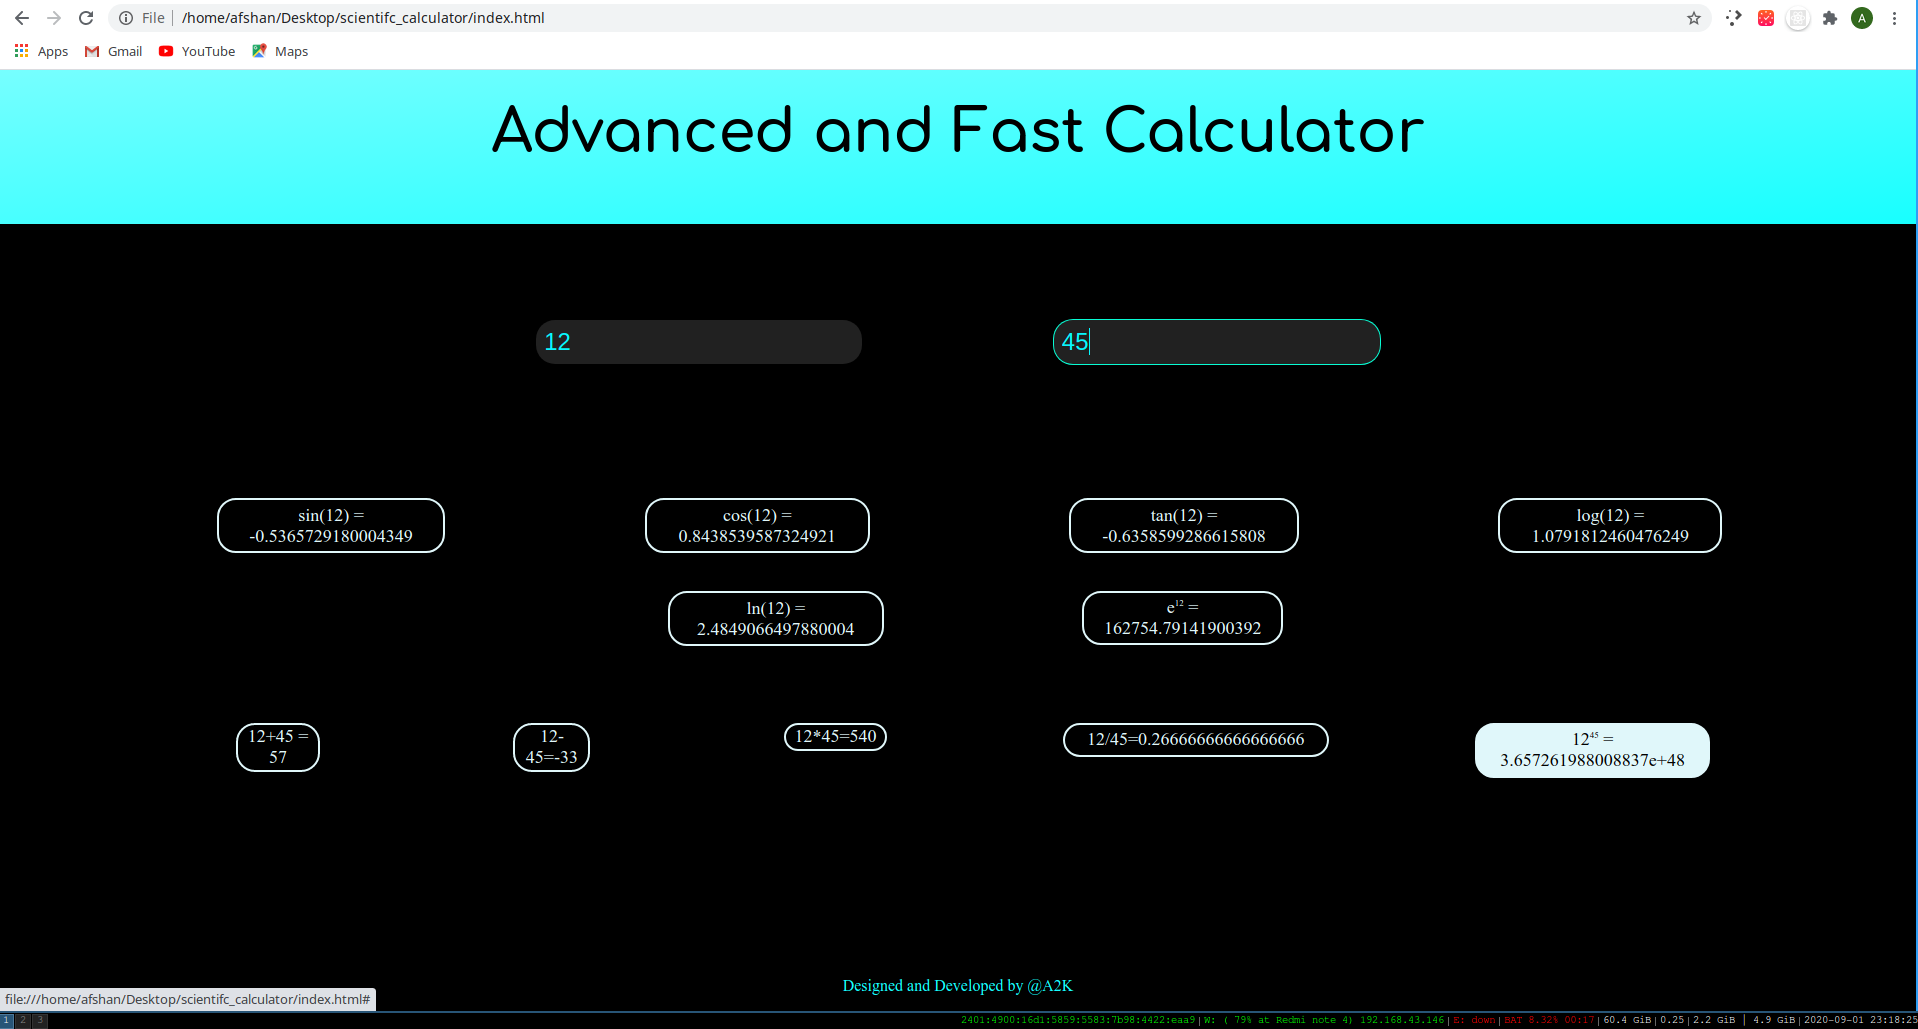 File | /home/afshan/Desktop/scientifc_calculator/index.html
A
Apps Gmail YouTube Maps
Advanced and Fast Calculator
12 45
sin(12) =
-0.5365729180004349
cos(12) =
0.8438539587324921
tan(12) =
-0.6358599286615808
log(12) =
1.0791812460476249
ln(12) =
2.4849066497880004
e¹² =
162754.79141900392
12+45 =
57
12-
45=-33
12*45=540
12/45=0.26666666666666666
12⁴⁵ =
3.657261988008837e+48
Designed and Developed by @A2K
file:///home/afshan/Desktop/scientifc_calculator/index.html#
1 2 3 2401:4900:16d1:5859:5583:7b98:4422:eaa9|W: ( 79% at Redmi note 4) 192.168.43.146|E: down|BAT 8.32% 00:17|60.4 GiB|0.25|2.2 GiB | 4.9 GiB|2020-09-01 23:18:25